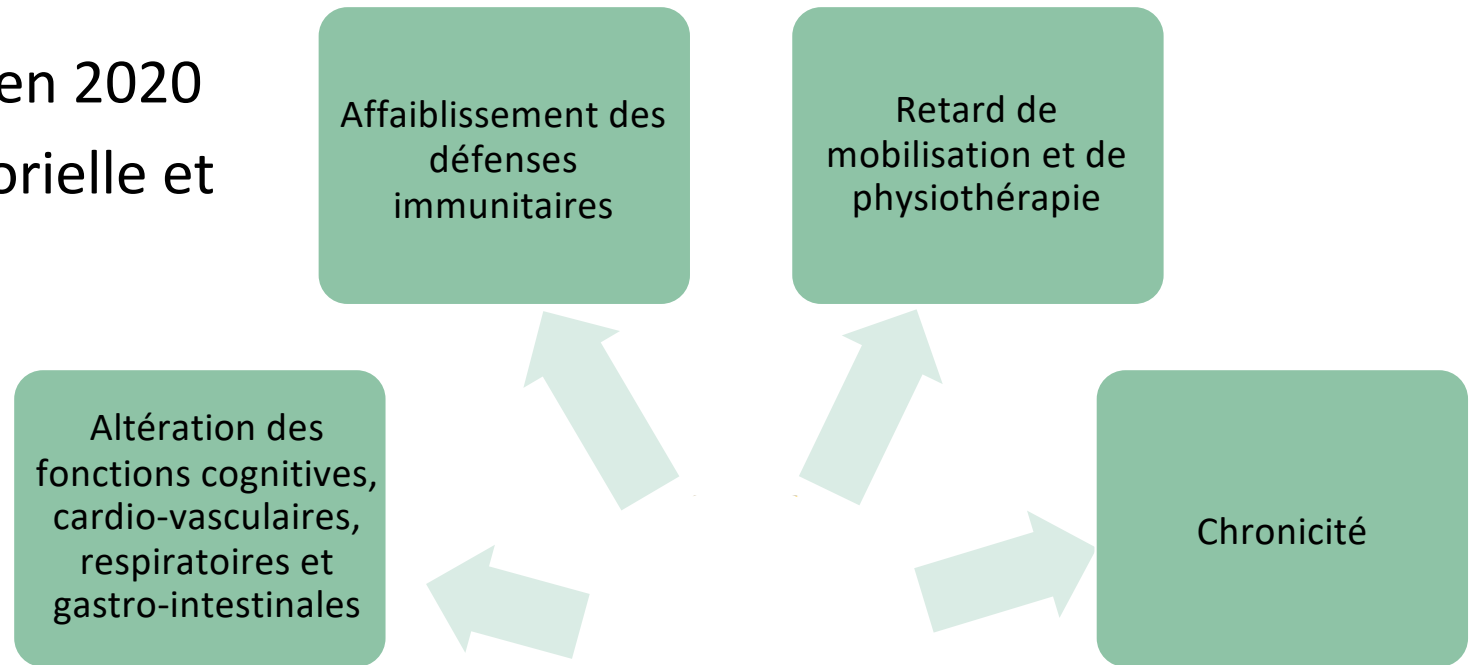 en 2020
orielle et
Affaiblissement des
défenses
immunitaires
Retard de
mobilisation et de
physiothérapie
Altération des
fonctions cognitives,
cardio-vasculaires,
respiratoires et
gastro-intestinales
Chronicité